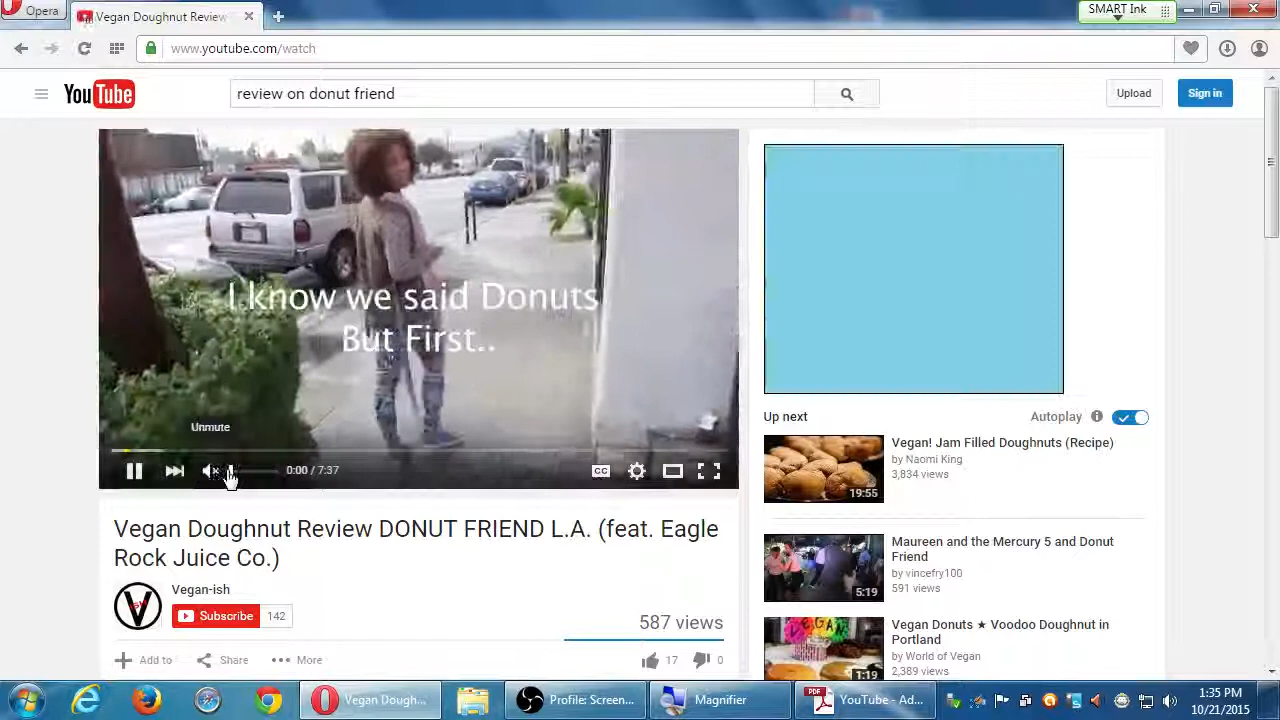 Opera
Vegan Doughnut Review
SMART Ink
www.youtube.com/watch
YouTube
review on donut friend
Upload
Sign in
I know we said Donuts
But First..
Unmute
0:00 / 7:37
CC
Up next
Autoplay
Vegan! Jam Filled Doughnuts (Recipe)
by Naomi King
3,834 views
19:55
Maureen and the Mercury 5 and Donut
Friend
by vincefry100
591 views
5:19
Vegan Donuts ★ Voodoo Doughnut in
Portland
by World of Vegan
2,389 views
VEGAN
1:19
Vegan Doughnut Review DONUT FRIEND L.A. (feat. Eagle
Rock Juice Co.)
Vegan-ish
Subscribe
142
587 views
Add to
Share
More
17
0
Vegan Dough...
Profile: Screen...
Magnifier
PDF
YouTube - Ad...
1:35 PM
10/21/2015